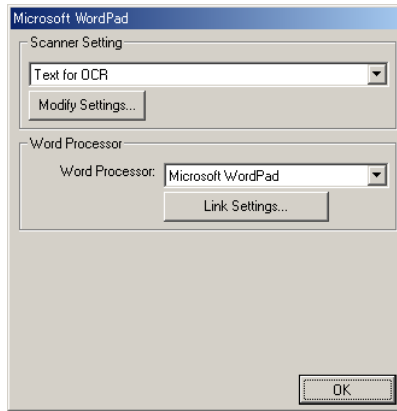 Microsoft WordPad
Scanner Setting
Text for OCR
Modify Settings...
Word Processor
Word Processor: Microsoft WordPad
Link Settings...
OK